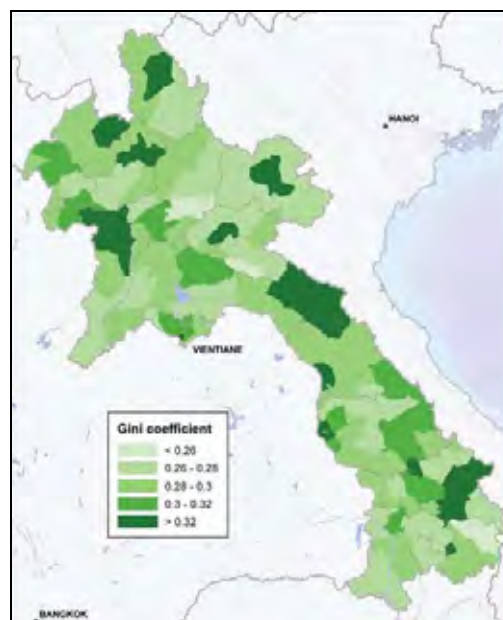 HANOI
VIENTIANE
Gini coefficient
< 0.26
0.26 - 0.28
0.28 - 0.3
0.3 - 0.32
> 0.32
BANGKOK